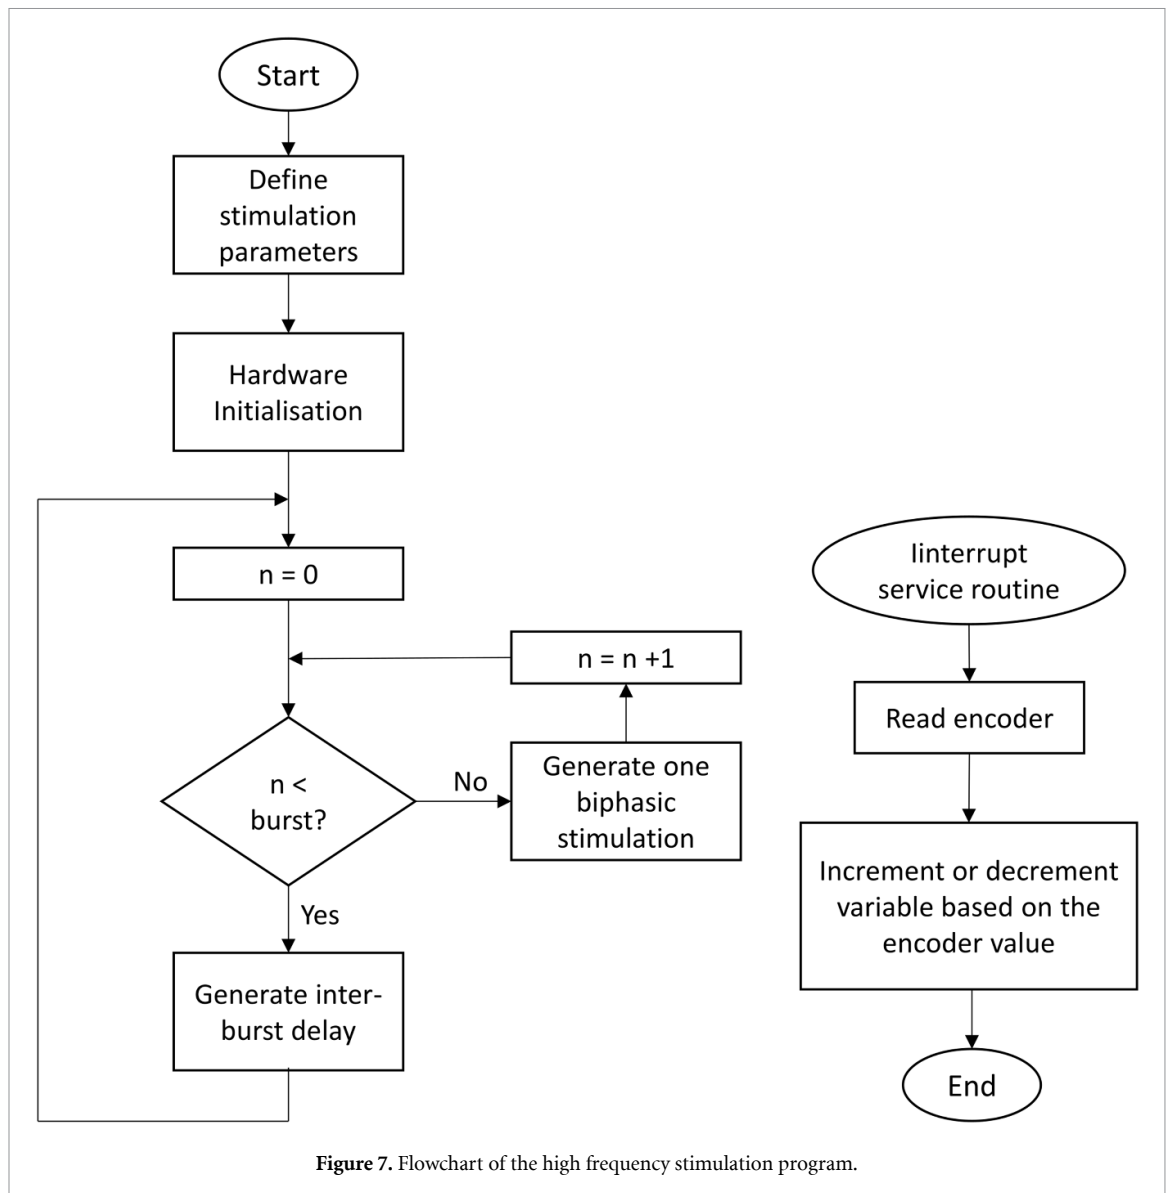 Start
Define
stimulation
parameters
Hardware
Initialisation
n = 0
n = n +1
n <
burst?
No
Generate one
biphasic
stimulation
Yes
Generate inter-
burst delay
Iinterrupt
service routine
Read encoder
Increment or decrement
variable based on the
encoder value
End
Figure 7. Flowchart of the high frequency stimulation program.